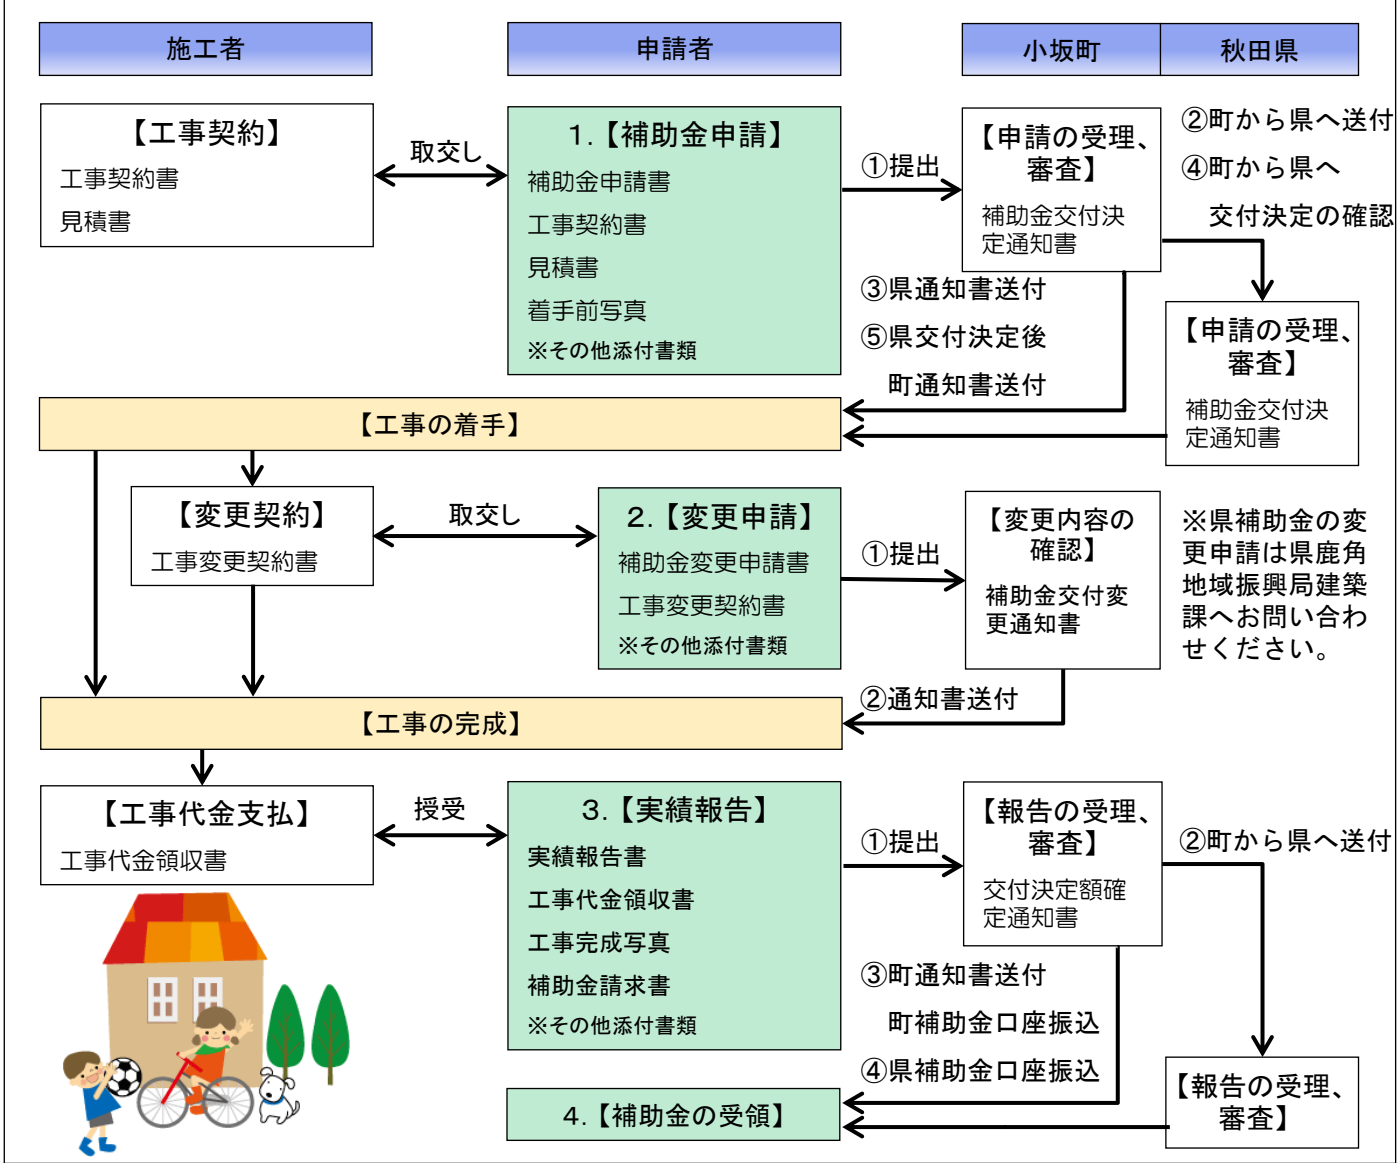 施工者
申請者
小坂町
秋田県
【工事契約】
工事契約書
見積書
取交し
1.【補助金申請】
補助金申請書
工事契約書
見積書
着手前写真
※その他添付書類
①提出
【申請の受理、
審査】
補助金交付決
定通知書
②町から県へ送付
④町から県へ
交付決定の確認
③県通知書送付
⑤県交付決定後
町通知書送付
【申請の受理、
審査】
補助金交付決
定通知書
【工事の着手】
【変更契約】
工事変更契約書
取交し
2.【変更申請】
補助金変更申請書
工事変更契約書
※その他添付書類
①提出
【変更内容の
確認】
補助金交付変
更通知書
※県補助金の変
更申請は県鹿角
地域振興局建築
課へお問い合わ
せください。
②通知書送付
【工事の完成】
【工事代金支払】
工事代金領収書
授受
3.【実績報告】
実績報告書
工事代金領収書
工事完成写真
補助金請求書
※その他添付書類
①提出
【報告の受理、
審査】
交付決定額確
定通知書
②町から県へ送付
③町通知書送付
町補助金口座振込
④県補助金口座振込
【報告の受理、
審査】
4.【補助金の受領】